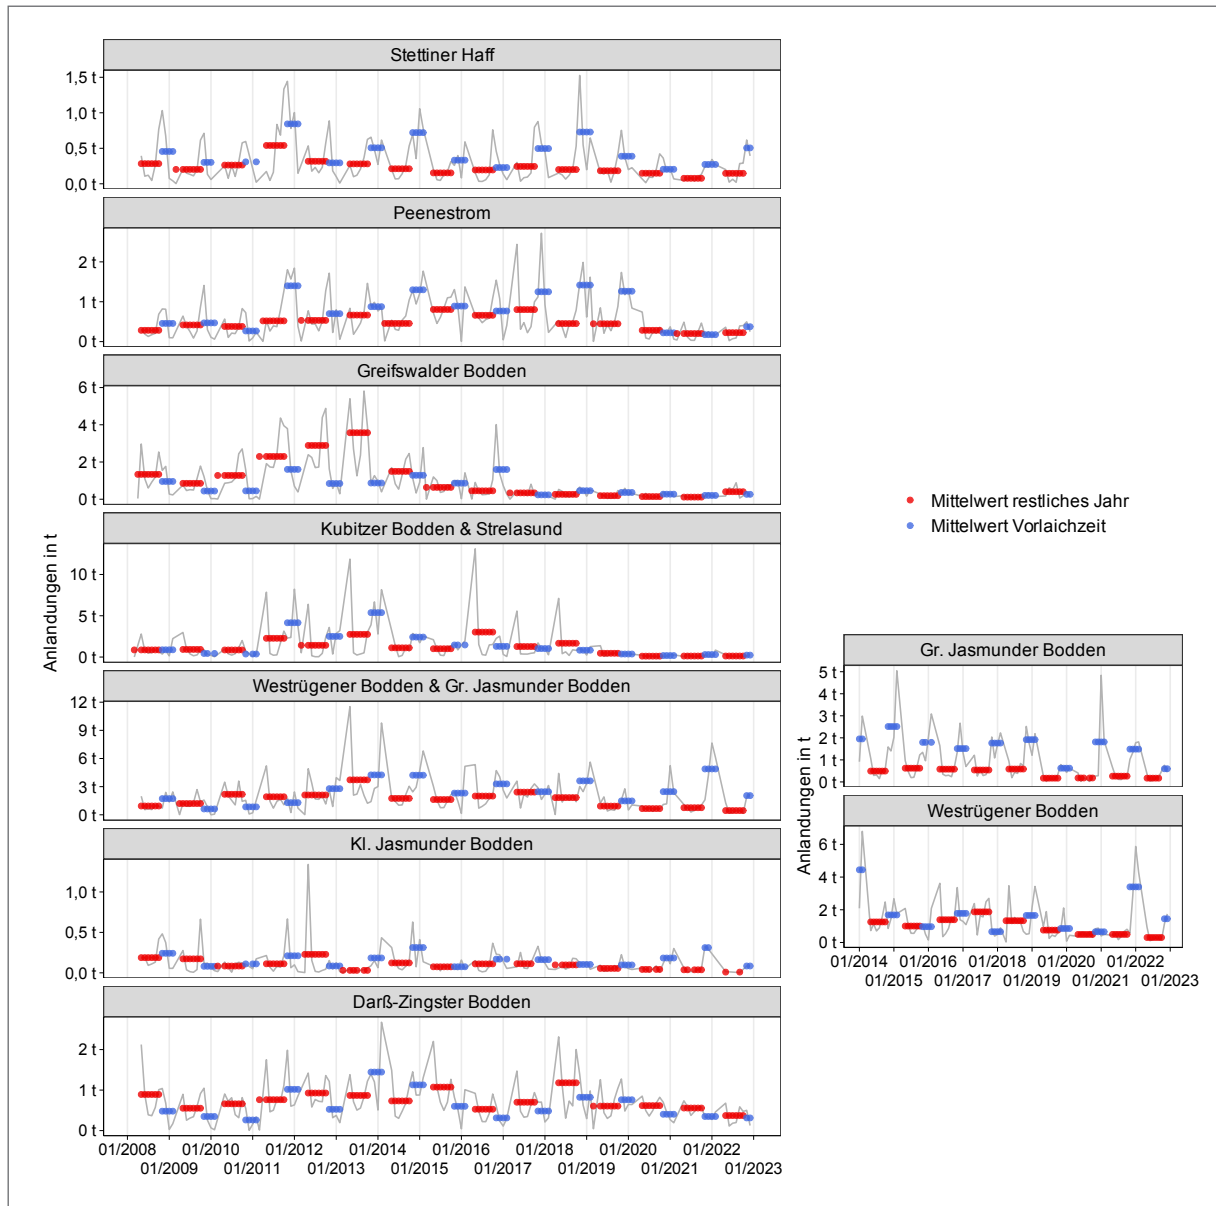 Stettiner Haff
1,5 t
1,0 t
0,5 t
0,0 t
Peenestrom
2 t
1 t
0 t
Greifswalder Bodden
6 t
4 t
2 t
0 t
Kubitzer Bodden & Strelasund
10 t
5 t
0 t
Westrügener Bodden & Gr. Jasmunder Bodden
12 t
9 t
6 t
3 t
0 t
Kl. Jasmunder Bodden
1,0 t
0,5 t
0,0 t
Darß-Zingster Bodden
2 t
1 t
0 t
01/2008 01/2010 01/2012 01/2014 01/2016 01/2018 01/2020 01/2022
01/2009 01/2011 01/2013 01/2015 01/2017 01/2019 01/2021 01/2023
Anlandungen in t
Mittelwert restliches Jahr
Mittelwert Vorlaichzeit
Gr. Jasmunder Bodden
5 t
4 t
3 t
2 t
1 t
0 t
Westrügener Bodden
6 t
4 t
2 t
0 t
01/2014 01/2016 01/2018 01/2020 01/2022
01/2015 01/2017 01/2019 01/2021 01/2023
Anlandungen in t